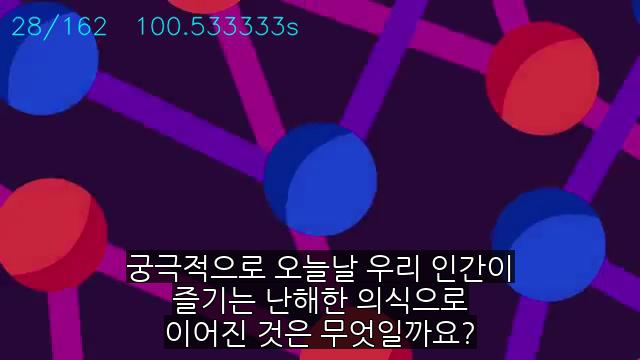 28/162 100.533333s
궁극적으로 오늘날 우리 인간이
즐기는 난해한 의식으로
이어진 것은 무엇일까요?